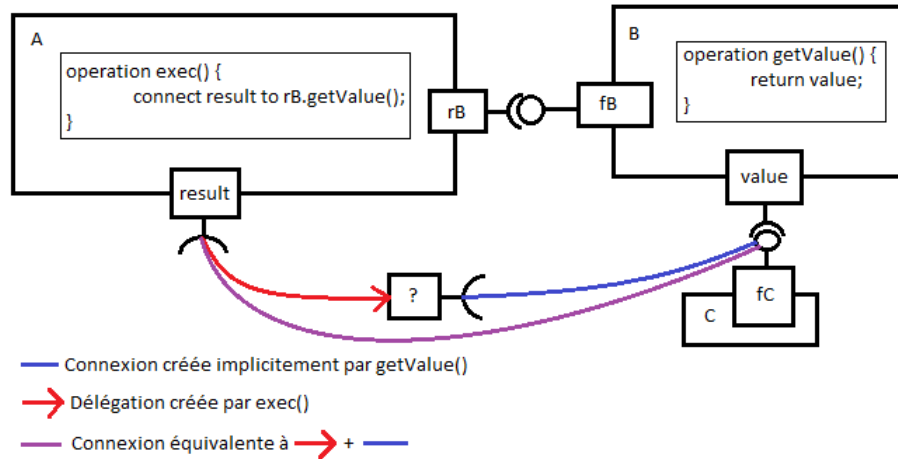 A
operation exec() {
connect result to rB.getValue();
}
rB
result
B
operation getValue() {
return value;
}
fB
value
?
C
fC
Connexion créée implicitement par getValue()
Délégation créée par exec()
Connexion équivalente à +